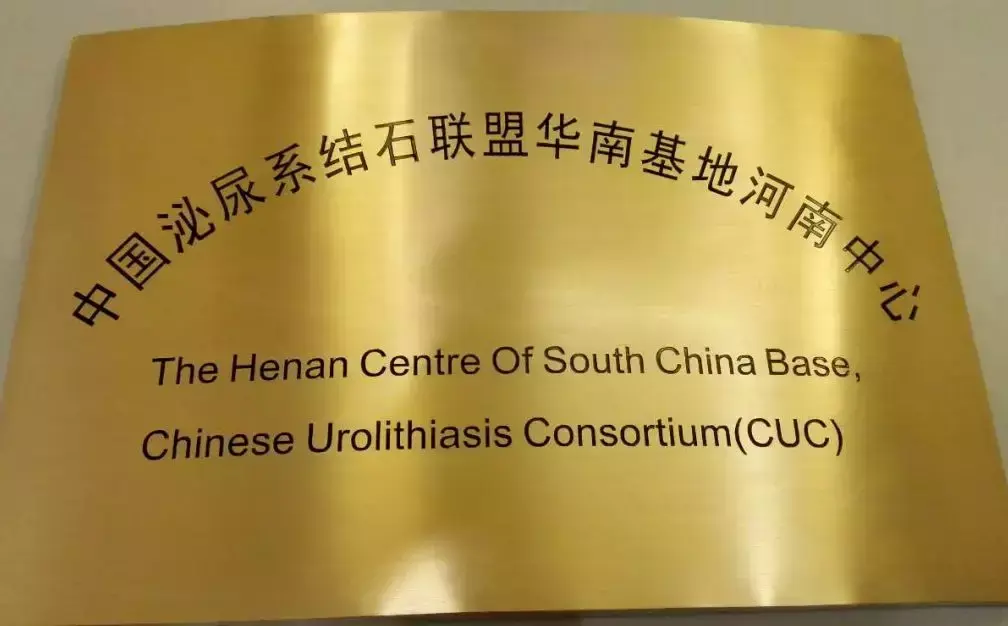 中国泌尿系结石联盟华南基地河南中心
The Henan Centre Of South China Base,
Chinese Urolithiasis Consortium(CUC)